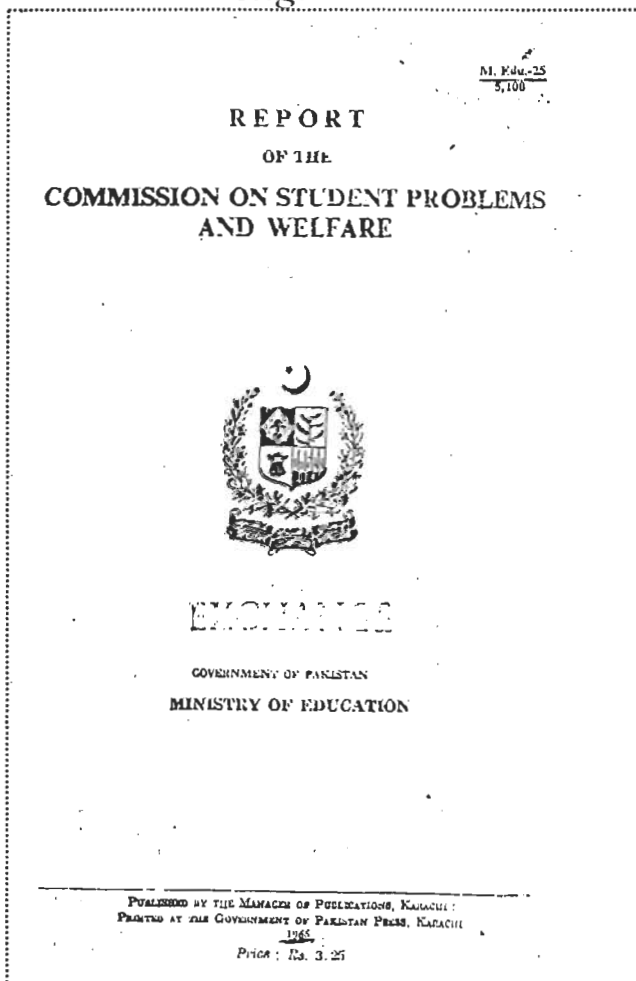 M. Edu.-25
5,100
REPORT
OF THE
COMMISSION ON STUDENT PROBLEMS
AND WELFARE
EXCHANGE
GOVERNMENT OF PAKISTAN
MINISTRY OF EDUCATION
PUBLISHED BY THE MANAGER OF PUBLICATIONS, KARACHI :
PRINTED AT THE GOVERNMENT OF PAKISTAN PRESS, KARACHI
1965
Price : Rs. 3.25